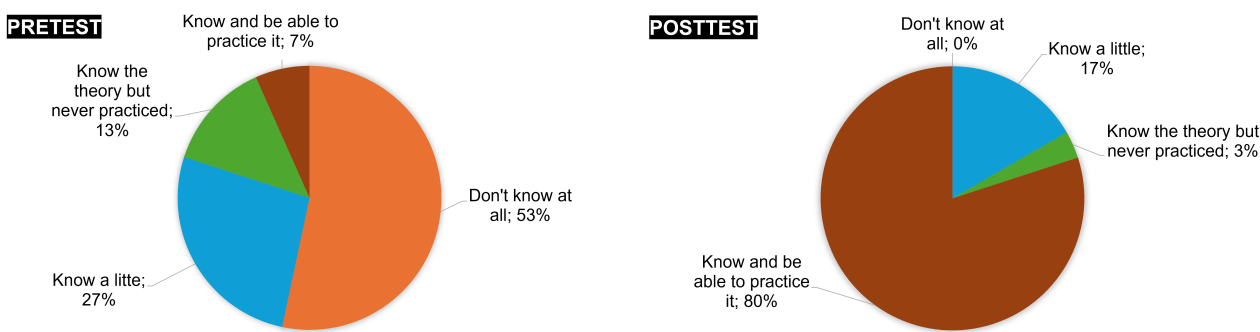 PRETEST
Know and be able to
practice it; 7%
Know the
theory but
never practiced;
13%
Don't know at
all; 53%
Know a litte;
27%
POSTTEST
Don't know at
all; 0%
Know a little;
17%
Know the theory but
never practiced; 3%
Know and be
able to practice
it; 80%